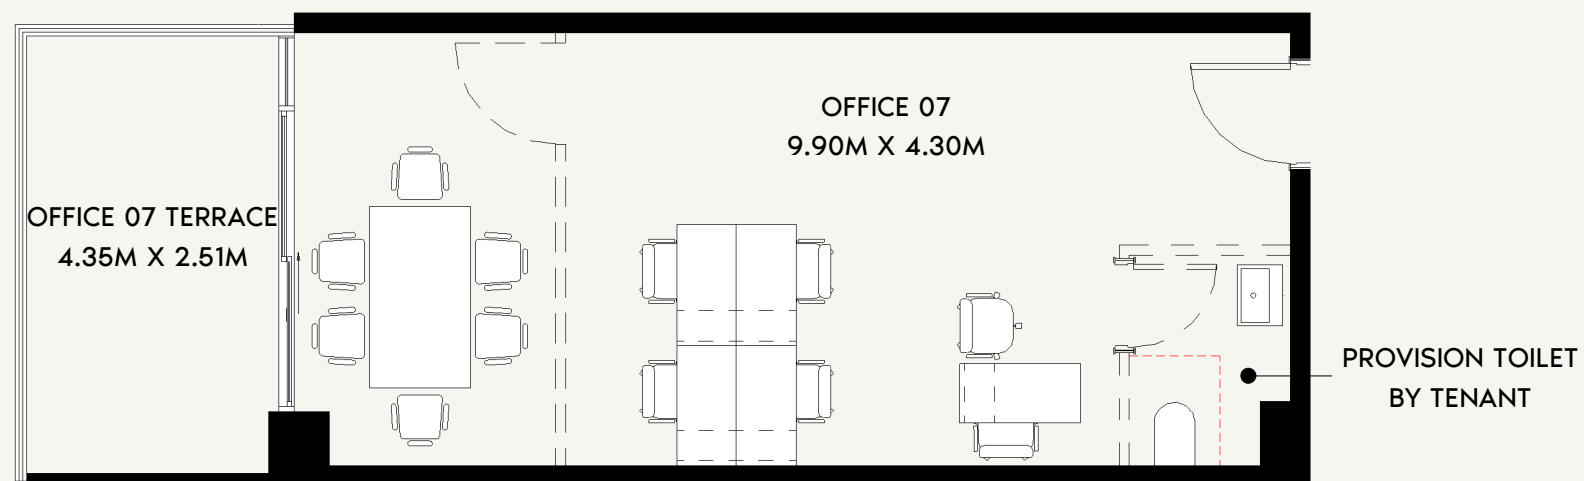 OFFICE 07
9.90M X 4.30M
OFFICE 07 TERRACE
4.35M X 2.51M
PROVISION TOILET
BY TENANT